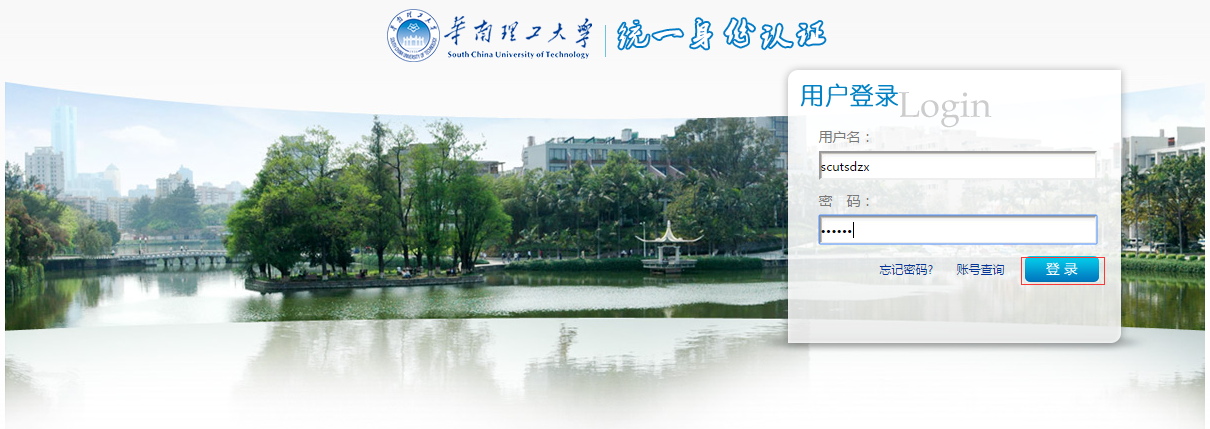 华南理工大学 统一身份认证
South China University of Technology
用户登录 Login
用户名：
scutsdzx
密 码：
••••••
忘记密码? 账号查询 登 录